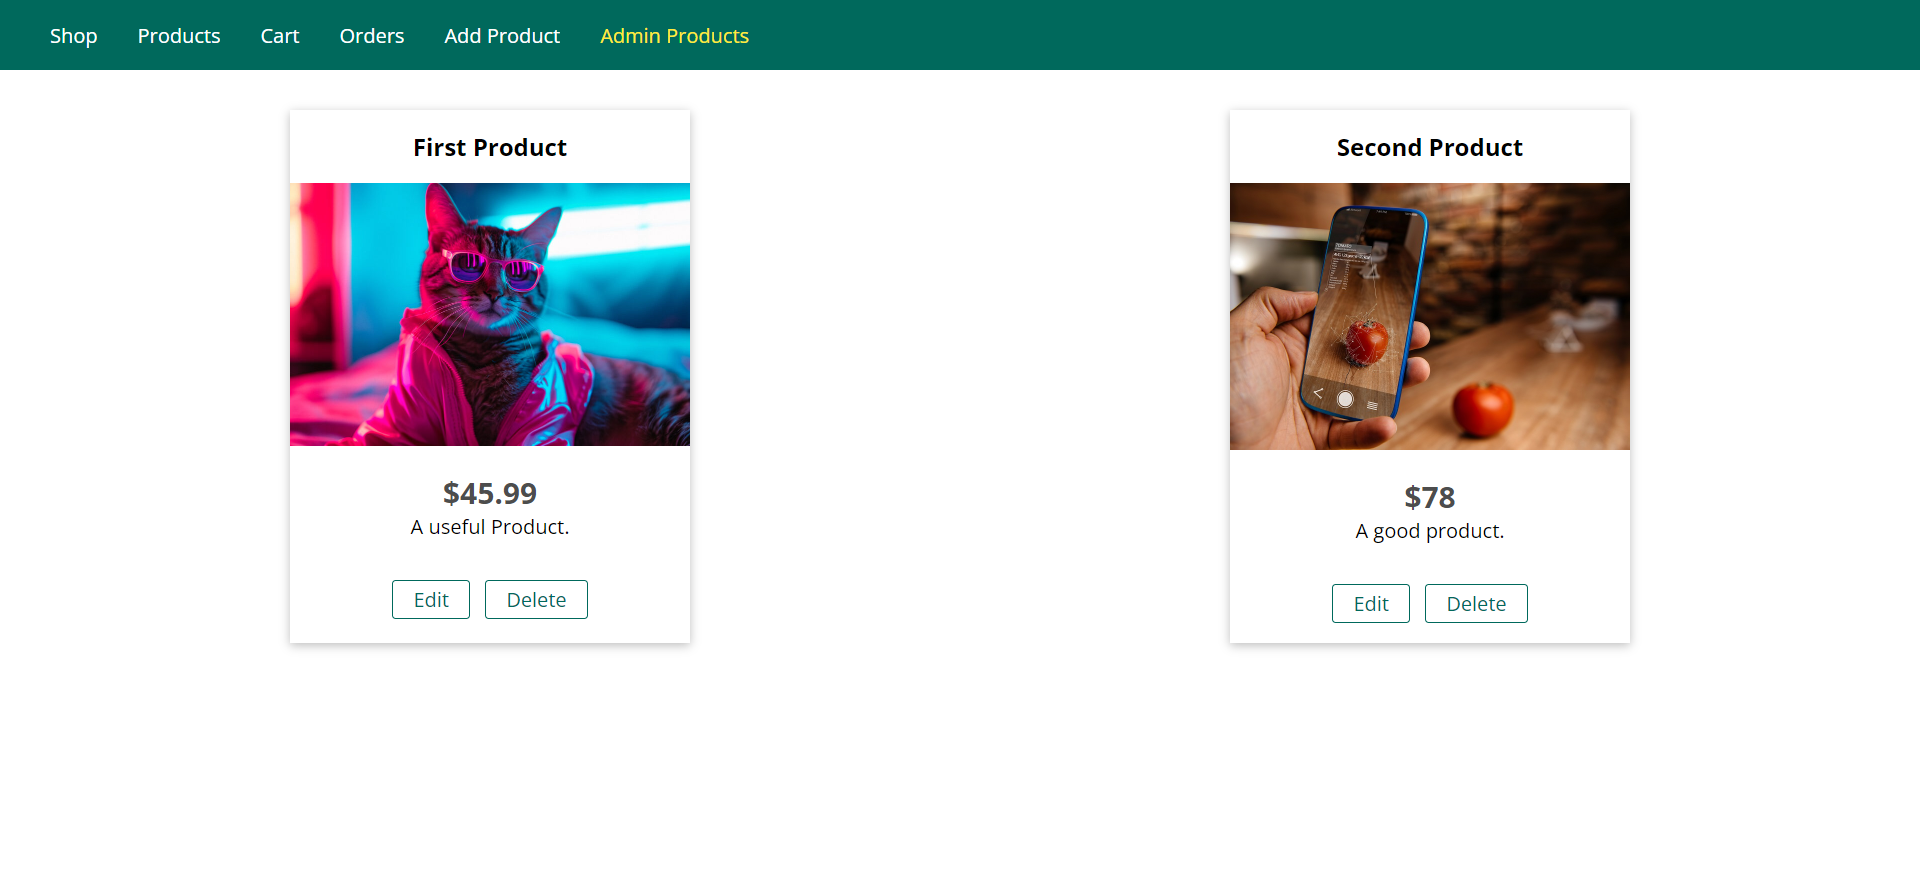 Shop Products Cart Orders Add Product Admin Products
First Product
$45.99
A useful Product.
Edit Delete
Second Product
$78
A good product.
Edit Delete